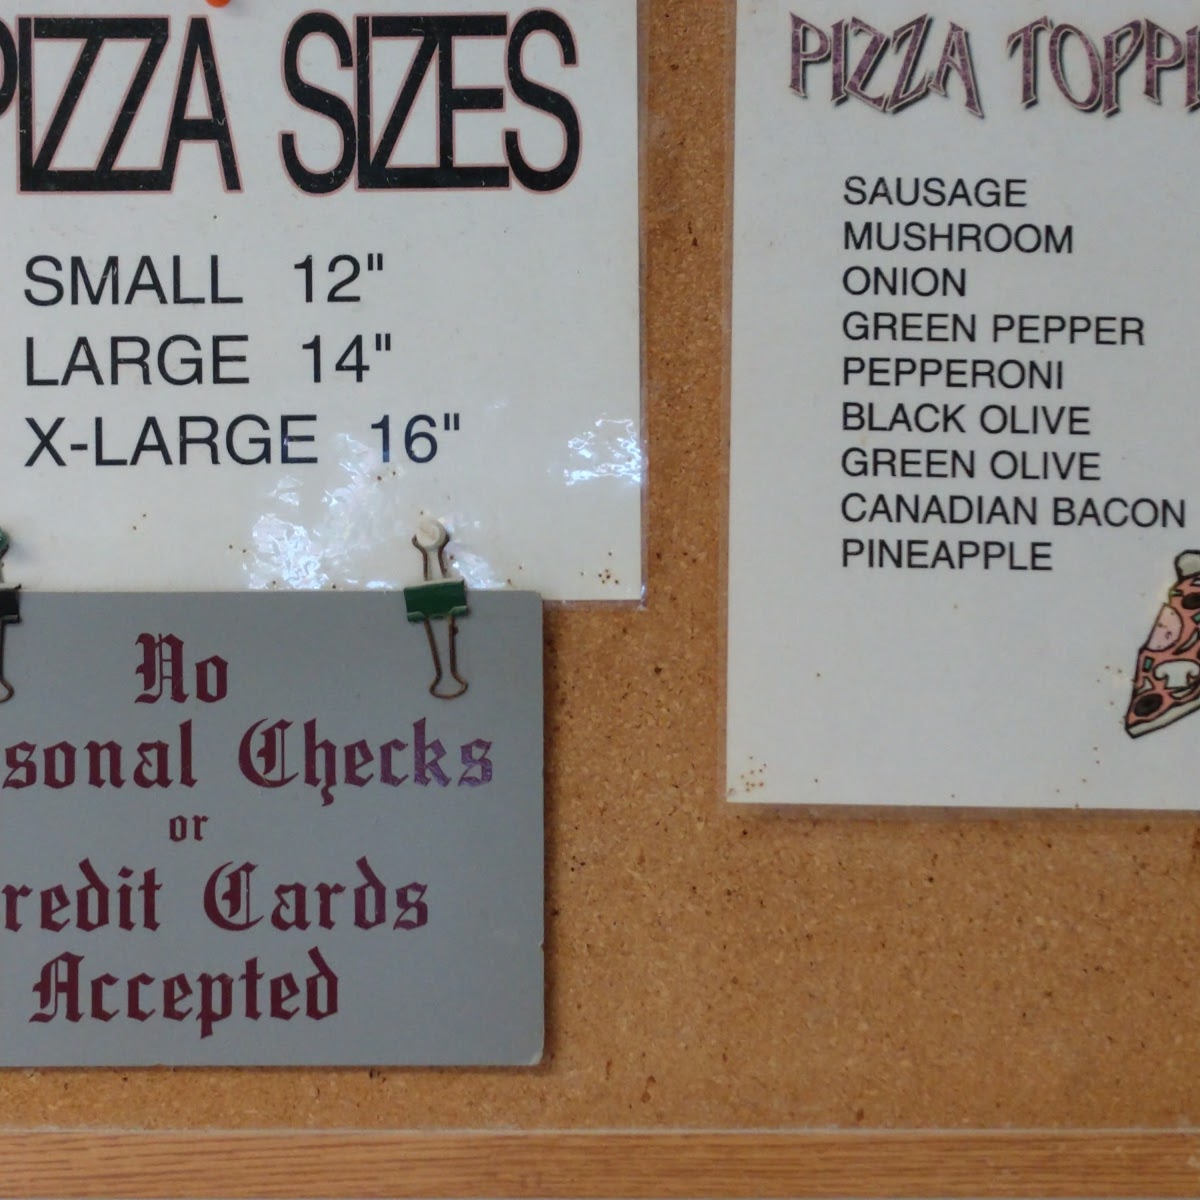 PIZZA SIZES
SMALL 12"
LARGE 14"
X-LARGE 16"
No
sonal Checks
or
redit Cards
Accepted
PIZZA TOPPI
SAUSAGE
MUSHROOM
ONION
GREEN PEPPER
PEPPERONI
BLACK OLIVE
GREEN OLIVE
CANADIAN BACON
PINEAPPLE